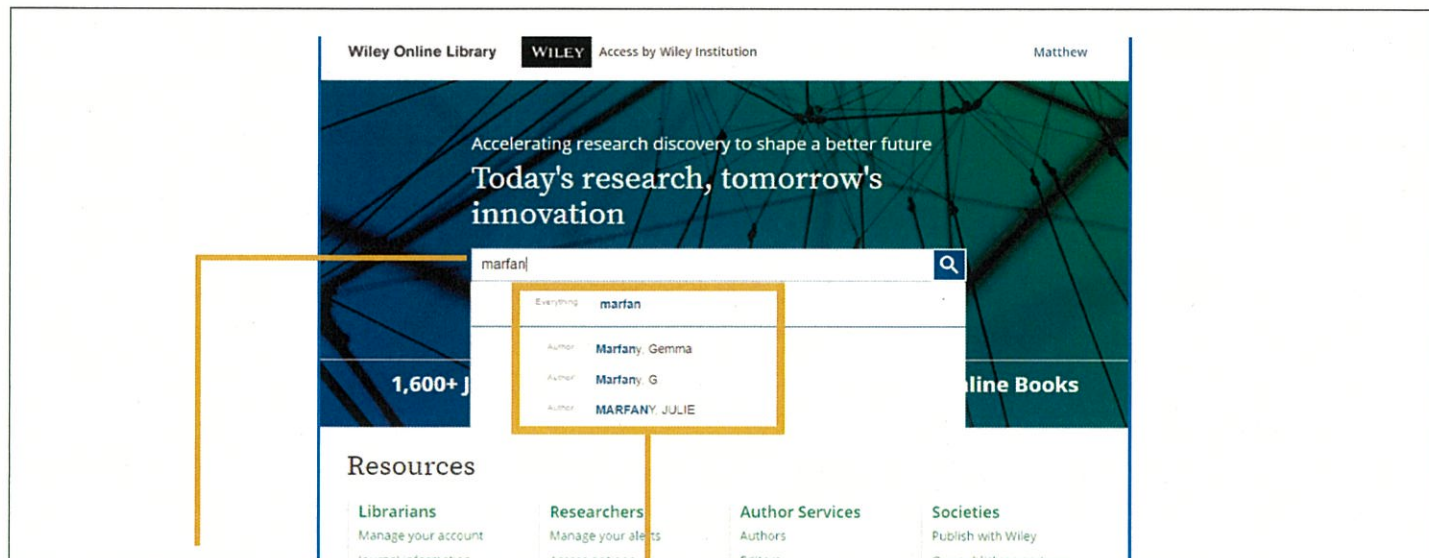 Wiley Online Library WILEY Access by Wiley Institution Matthew
Accelerating research discovery to shape a better future
Today's research, tomorrow's
innovation
marfan
Everything marfan
Author Marfany, Gemma
Author Marfany, G
Author MARFANY, JULIE
1,600+ J line Books
Resources
Librarians Researchers Author Services Societies
Manage your account Manage your alerts Authors Publish with Wiley